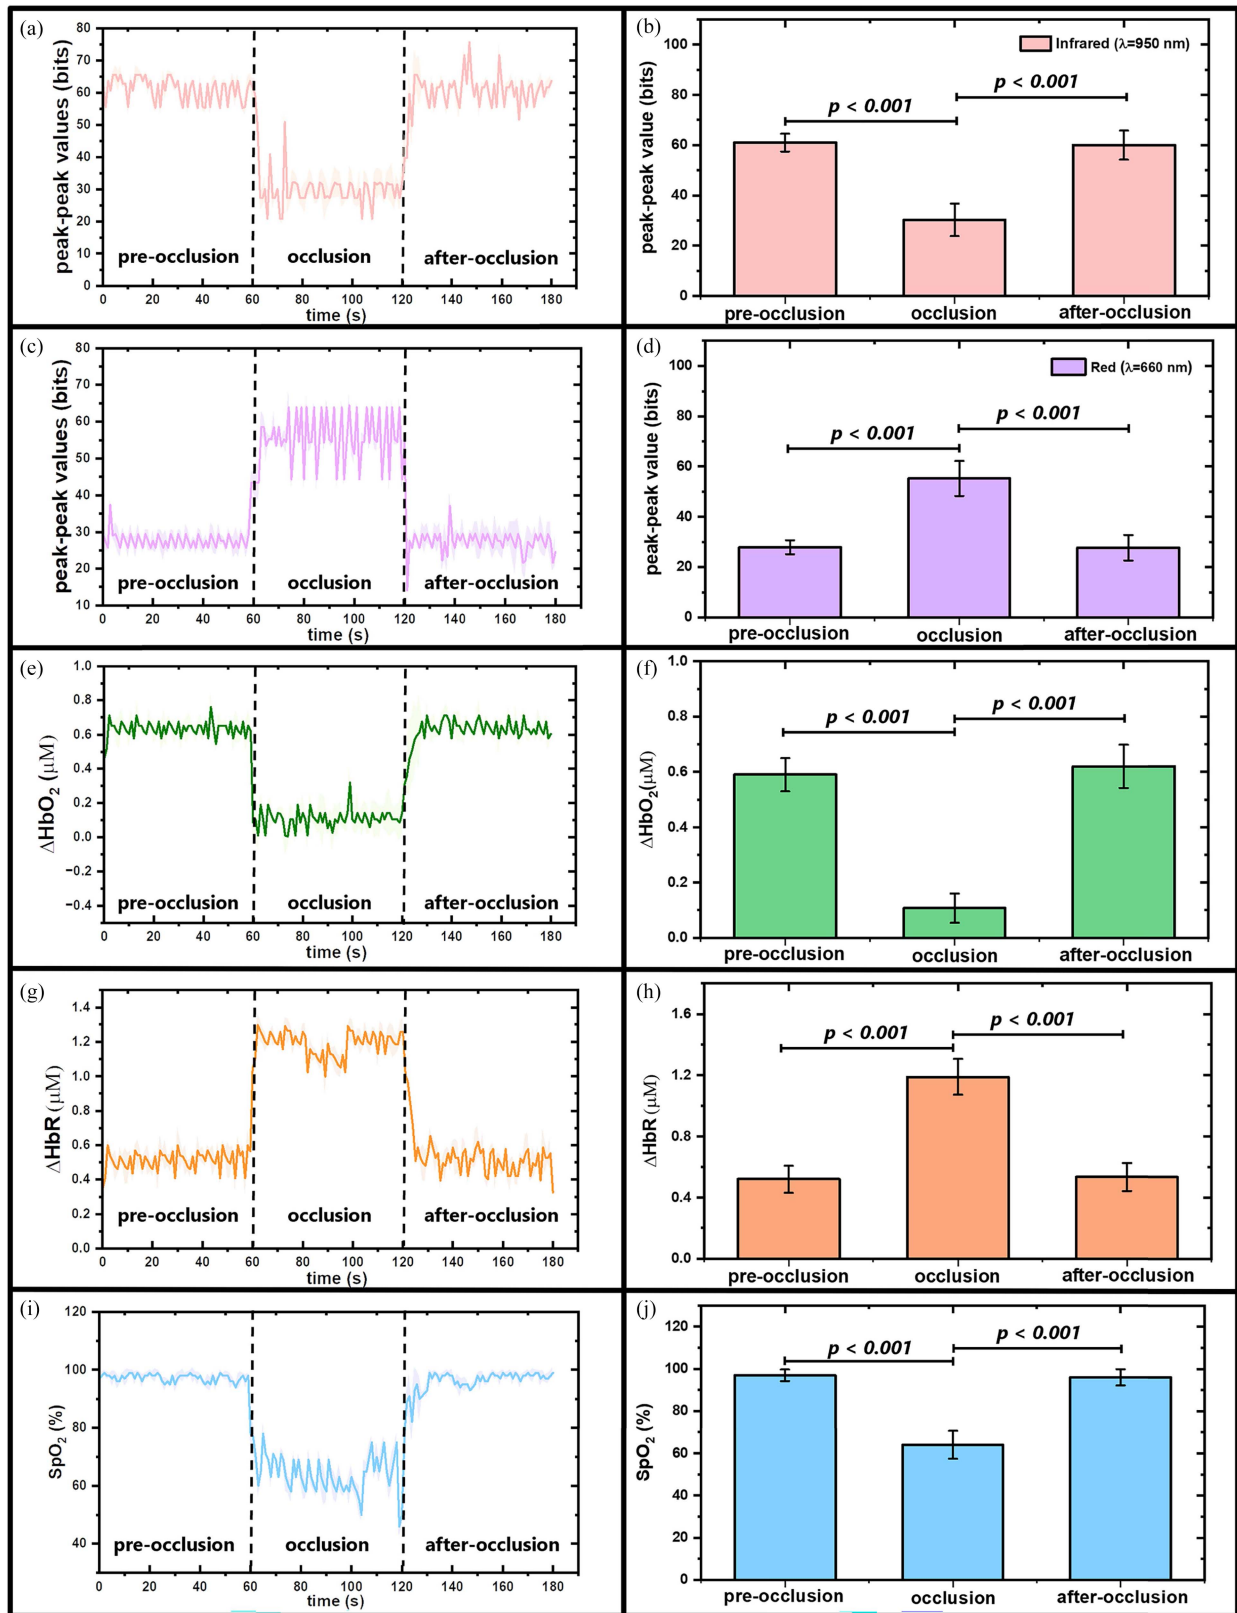 (a)
peak-peak values (bits)
80
70
60
50
40
30
20
10
0
pre-occlusion occlusion after-occlusion
0 20 40 60 80 100 120 140 160 180
time (s)
(b)
peak-peak value (bits)
100
80
60
40
20
0
Infrared (λ=950 nm)
p < 0.001
p < 0.001
pre-occlusion occlusion after-occlusion
(c)
peak-peak values (bits)
80
70
60
50
40
30
20
10
pre-occlusion occlusion after-occlusion
0 20 40 60 80 100 120 140 160 180
time (s)
(d)
peak-peak value (bits)
100
80
60
40
20
0
Red (λ=660 nm)
p < 0.001
p < 0.001
pre-occlusion occlusion after-occlusion
(e)
ΔHbO₂ (μM)
1.0
0.8
0.6
0.4
0.2
0.0
−0.2
−0.4
pre-occlusion occlusion after-occlusion
0 20 40 60 80 100 120 140 160 180
time (s)
(f)
ΔHbO₂(μM)
1.0
0.8
0.6
0.4
0.2
0.0
p < 0.001
p < 0.001
pre-occlusion occlusion after-occlusion
(g)
ΔHbR (μM)
1.4
1.2
1.0
0.8
0.6
0.4
0.2
0.0
pre-occlusion occlusion after-occlusion
0 20 40 60 80 100 120 140 160 180
time (s)
(h)
ΔHbR (μM)
1.6
1.2
0.8
0.4
0.0
p < 0.001
p < 0.001
pre-occlusion occlusion after-occlusion
(i)
SpO₂ (%)
120
100
80
60
40
pre-occlusion occlusion after-occlusion
0 20 40 60 80 100 120 140 160 180
time (s)
(j)
SpO₂ (%)
120
100
80
60
40
20
0
p < 0.001
p < 0.001
pre-occlusion occlusion after-occlusion